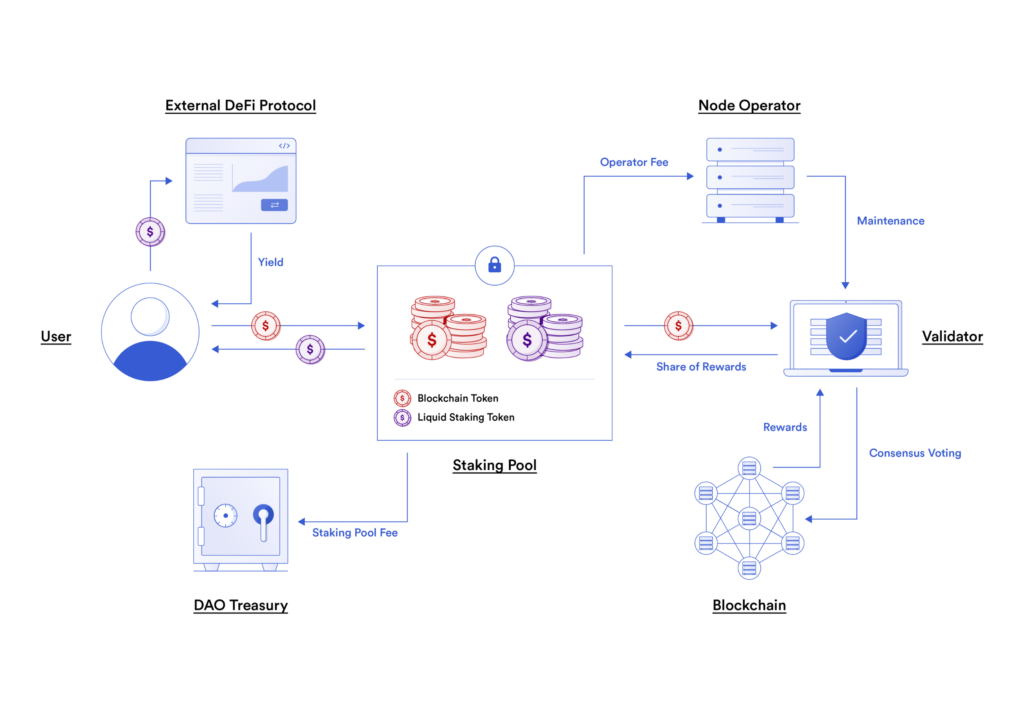 External DeFi Protocol
Node Operator
</>
Operator Fee
$
Maintenance
Yield
$
$
User
$
$
$
Validator
$
Share of Rewards
$ Blockchain Token
$ Liquid Staking Token
Rewards
Consensus Voting
Staking Pool
Staking Pool Fee
DAO Treasury
Blockchain